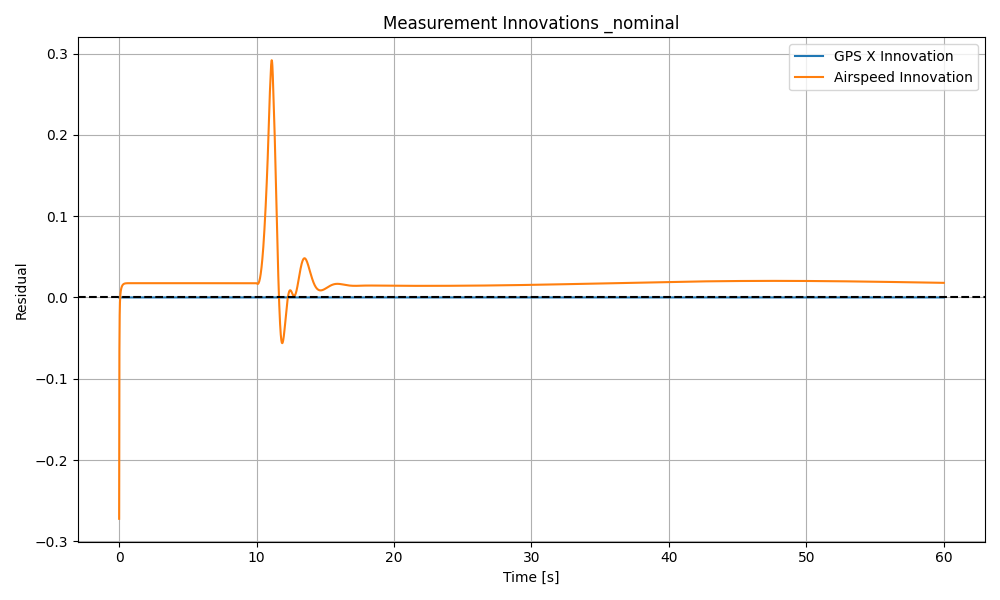 Measurement Innovations _nominal
GPS X Innovation
Airspeed Innovation
0.3
0.2
0.1
0.0
−0.1
−0.2
−0.3
Residual
0
10
20
30
40
50
60
Time [s]